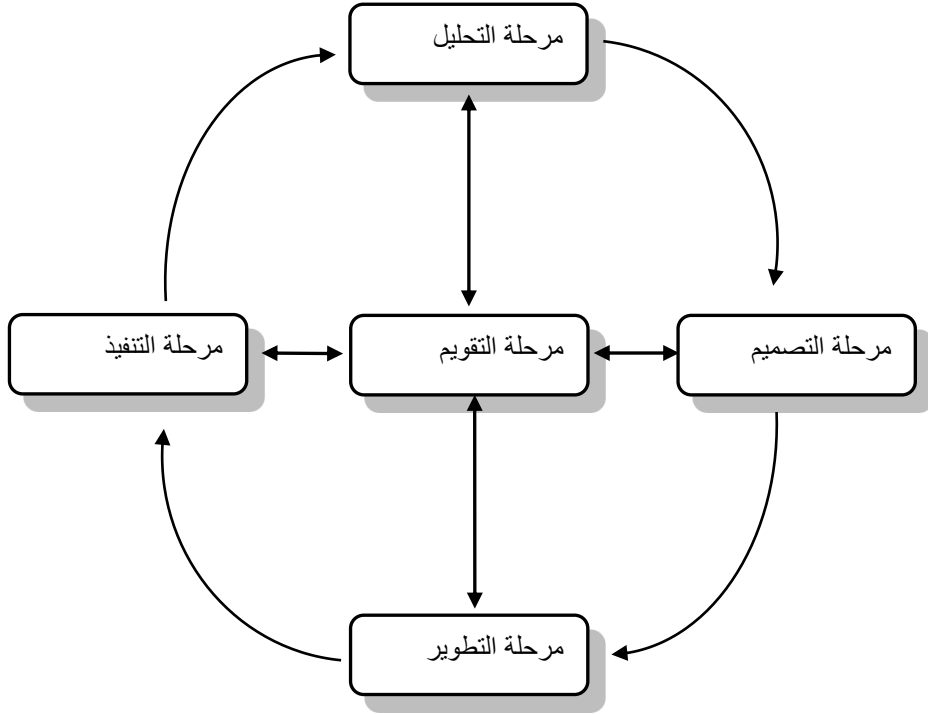 مرحلة التحليل
مرحلة التصميم
مرحلة التقويم
مرحلة التنفيذ
مرحلة التطوير